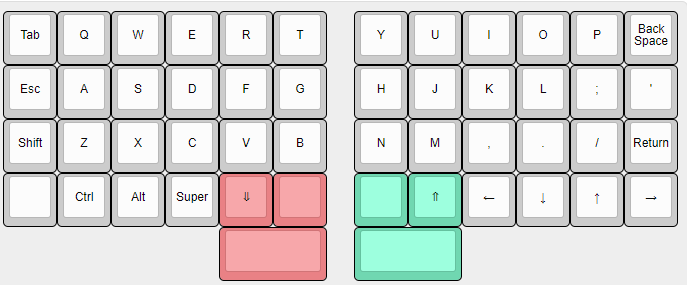 Tab Q W E R T Y U I O P Back Space
Esc A S D F G H J K L ; '
Shift Z X C V B N M , . / Return
Ctrl Alt Super ⇓ ⇑ ← ↓ ↑ →